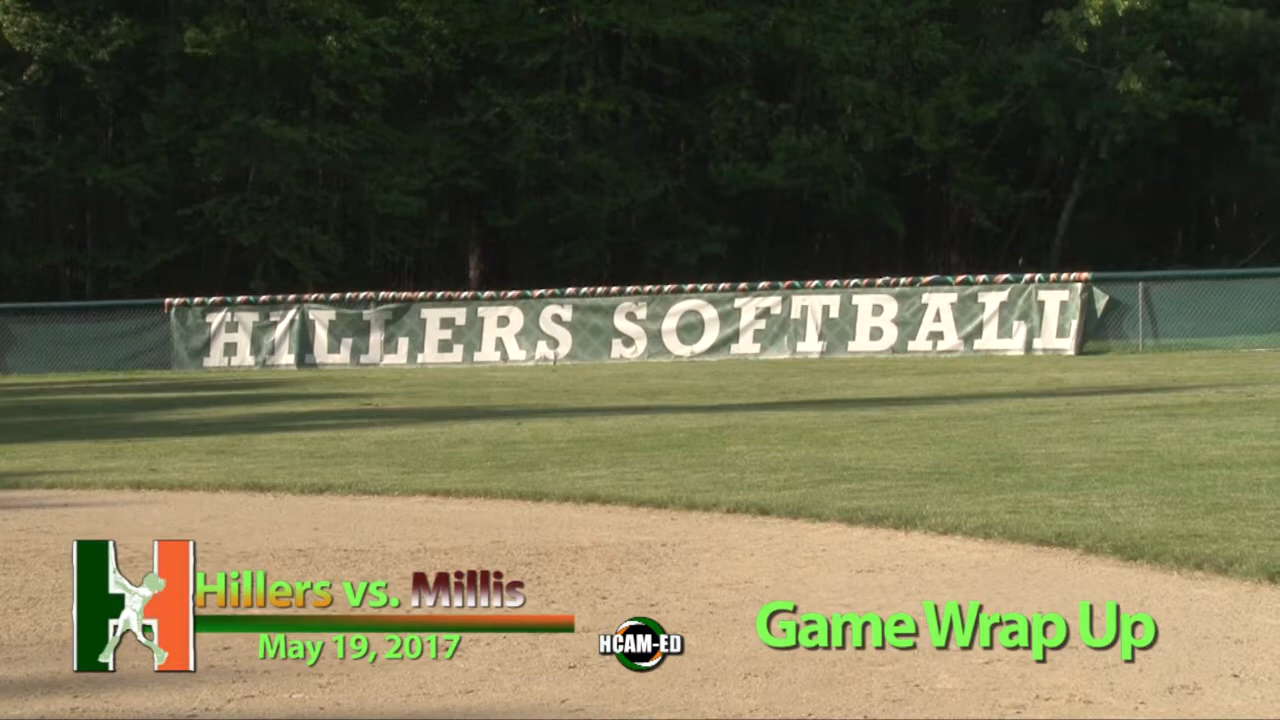 HILLERS SOFTBALL
H
Hillers vs. Millis
May 19, 2017
HCAM-ED
Game Wrap Up